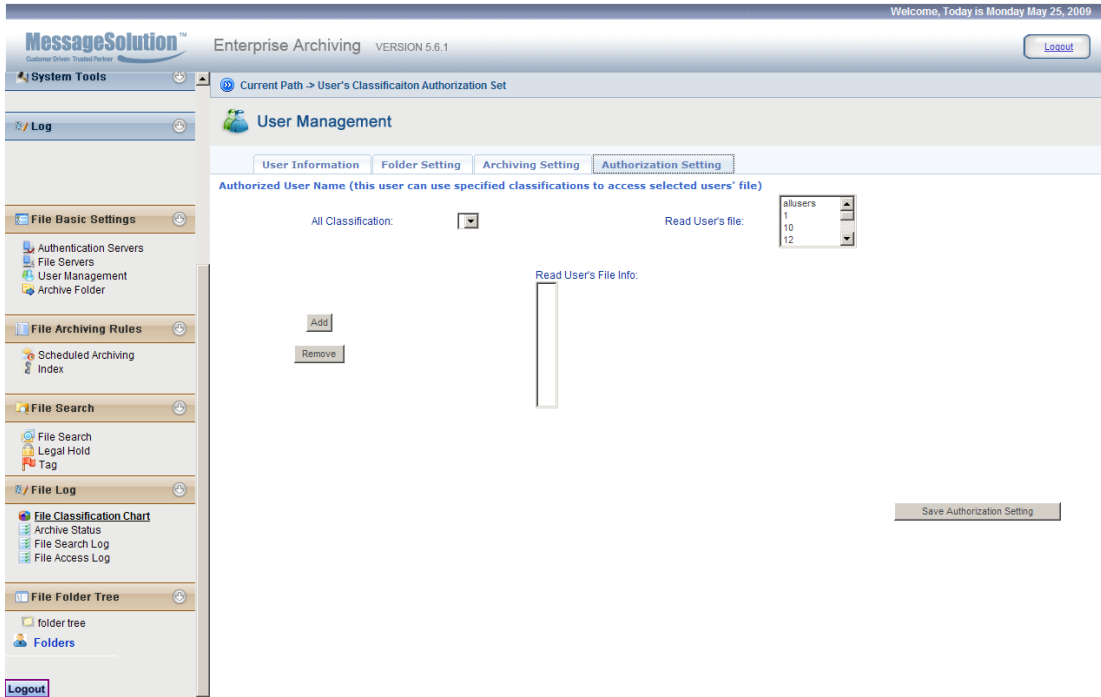 Welcome, Today is Monday May 25, 2009
MessageSolution™
Customer Driven Trusted Partner
Enterprise Archiving VERSION 5.6.1
Logout
System Tools
Log
File Basic Settings
Authentication Servers
File Servers
User Management
Archive Folder
File Archiving Rules
Scheduled Archiving
Index
File Search
File Search
Legal Hold
Tag
File Log
File Classification Chart
Archive Status
File Search Log
File Access Log
File Folder Tree
folder tree
Folders
Logout
Current Path -> User's Classificaiton Authorization Set
User Management
User Information
Folder Setting
Archiving Setting
Authorization Setting
Authorized User Name (this user can use specified classifications to access selected users' file)
All Classification:
Read User's file:
allusers
1
10
12
Read User's File Info:
Add
Remove
Save Authorization Setting